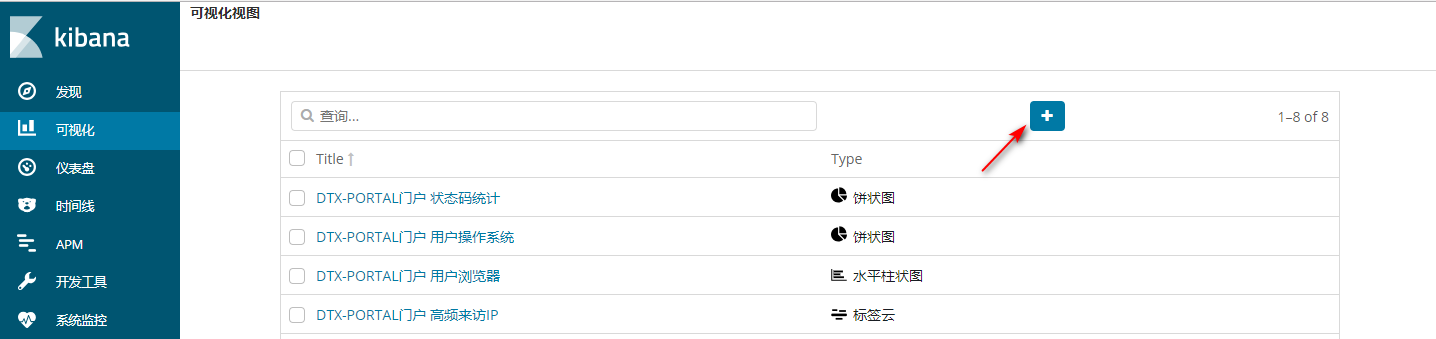 可视化视图
kibana
发现
可视化
仪表盘
时间线
APM
开发工具
系统监控
查询...
1–8 of 8
Title
Type
DTX-PORTAL门户 状态码统计
饼状图
DTX-PORTAL门户 用户操作系统
饼状图
DTX-PORTAL门户 用户浏览器
水平柱状图
DTX-PORTAL门户 高频来访IP
标签云